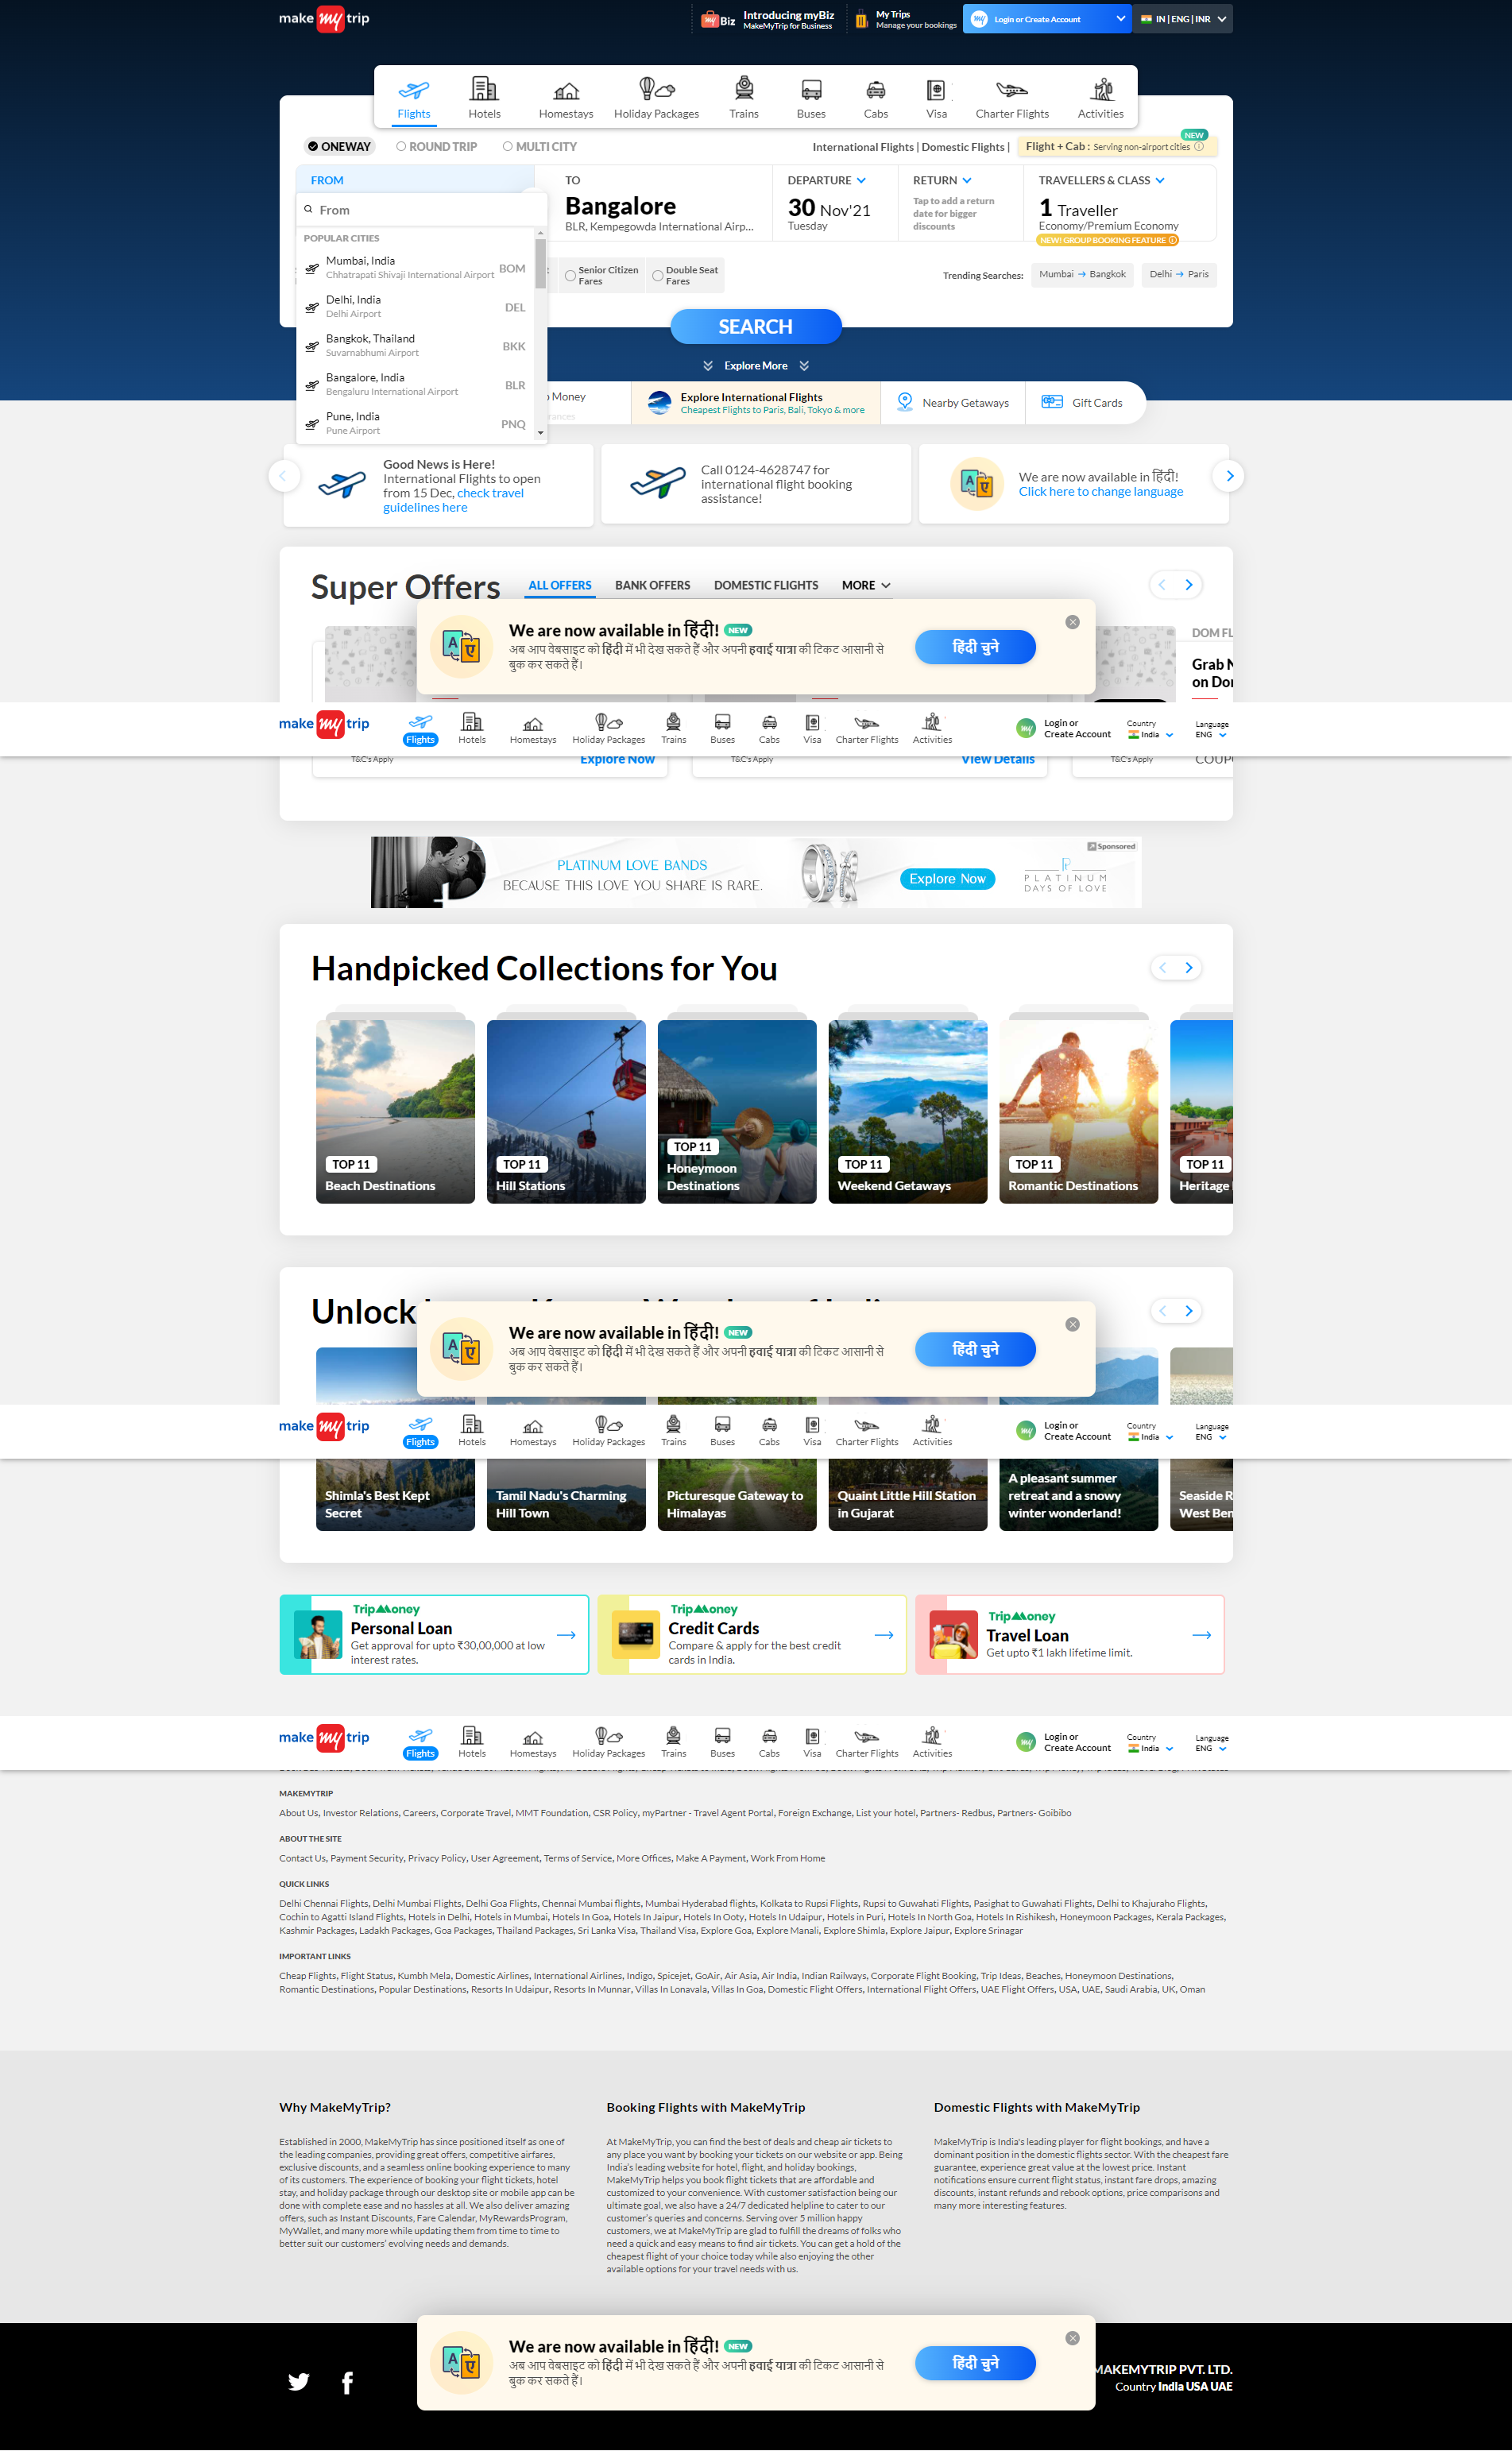 make my trip
myBiz
Introducing myBiz
MakeMyTrip for Business
My Trips
Manage your bookings
my
Login or Create Account
IN | ENG | INR
Flights
Hotels
Homestays
Holiday Packages
Trains
Buses
Cabs
Visa
Charter Flights
Activities
ONEWAY
ROUND TRIP
MULTI CITY
International Flights | Domestic Flights |
NEW
Flight + Cab : Serving non-airport cities
FROM
TO
Bangalore
BLR, Kempegowda International Airp...
DEPARTURE
30 Nov'21
Tuesday
RETURN
Tap to add a return
date for bigger
discounts
TRAVELLERS & CLASS
1 Traveller
Economy/Premium Economy
NEW! GROUP BOOKING FEATURE
From
POPULAR CITIES
Mumbai, India
Chhatrapati Shivaji International Airport
BOM
Delhi, India
Delhi Airport
DEL
Bangkok, Thailand
Suvarnabhumi Airport
BKK
Bangalore, India
Bengaluru International Airport
BLR
Pune, India
Pune Airport
PNQ
Senior Citizen
Fares
Double Seat
Fares
Trending Searches:
Mumbai → Bangkok
Delhi → Paris
SEARCH
Explore More
Money
Explore International Flights
Cheapest Flights to Paris, Bali, Tokyo & more
Nearby Getaways
Gift Cards
Good News is Here!
International Flights to open
from 15 Dec, check travel
guidelines here
Call 0124-4628747 for
international flight booking
assistance!
We are now available in हिंदी!
Click here to change language
Super Offers
ALL OFFERS
BANK OFFERS
DOMESTIC FLIGHTS
MORE
We are now available in हिंदी! NEW
अब आप वेबसाइट को हिंदी में भी देख सकते हैं और अपनी हवाई यात्रा की टिकट आसानी से
बुक कर सकते हैं।
हिंदी चुने
DOM FL
Grab N
on Dor
make my trip
Flights
Hotels
Homestays
Holiday Packages
Trains
Buses
Cabs
Visa
Charter Flights
Activities
my
Login or
Create Account
Country
India
Language
ENG
T&C's Apply
Explore Now
T&C's Apply
View Details
T&C's Apply
COUP
PLATINUM LOVE BANDS
BECAUSE THIS LOVE YOU SHARE IS RARE.
Explore Now
Sponsored
PLATINUM
DAYS OF LOVE
Handpicked Collections for You
TOP 11
Beach Destinations
TOP 11
Hill Stations
TOP 11
Honeymoon
Destinations
TOP 11
Weekend Getaways
TOP 11
Romantic Destinations
TOP 11
Heritage
Unlock
We are now available in हिंदी! NEW
अब आप वेबसाइट को हिंदी में भी देख सकते हैं और अपनी हवाई यात्रा की टिकट आसानी से
बुक कर सकते हैं।
हिंदी चुने
make my trip
Flights
Hotels
Homestays
Holiday Packages
Trains
Buses
Cabs
Visa
Charter Flights
Activities
my
Login or
Create Account
Country
India
Language
ENG
Shimla's Best Kept
Secret
Tamil Nadu's Charming
Hill Town
Picturesque Gateway to
Himalayas
Quaint Little Hill Station
in Gujarat
A pleasant summer
retreat and a snowy
winter wonderland!
Seaside R
West Ben
TripMoney
Personal Loan
Get approval for upto ₹30,00,000 at low
interest rates.
TripMoney
Credit Cards
Compare & apply for the best credit
cards in India.
TripMoney
Travel Loan
Get upto ₹1 lakh lifetime limit.
make my trip
Flights
Hotels
Homestays
Holiday Packages
Trains
Buses
Cabs
Visa
Charter Flights
Activities
my
Login or
Create Account
Country
India
Language
ENG
MAKEMYTRIP
About Us, Investor Relations, Careers, Corporate Travel, MMT Foundation, CSR Policy, myPartner - Travel Agent Portal, Foreign Exchange, List your hotel, Partners- Redbus, Partners- Goibibo
ABOUT THE SITE
Contact Us, Payment Security, Privacy Policy, User Agreement, Terms of Service, More Offices, Make A Payment, Work From Home
QUICK LINKS
Delhi Chennai Flights, Delhi Mumbai Flights, Delhi Goa Flights, Chennai Mumbai flights, Mumbai Hyderabad flights, Kolkata to Rupsi Flights, Rupsi to Guwahati Flights, Pasighat to Guwahati Flights, Delhi to Khajuraho Flights,
Cochin to Agatti Island Flights, Hotels in Delhi, Hotels in Mumbai, Hotels In Goa, Hotels In Jaipur, Hotels In Ooty, Hotels In Udaipur, Hotels in Puri, Hotels In North Goa, Hotels In Rishikesh, Honeymoon Packages, Kerala Packages,
Kashmir Packages, Ladakh Packages, Goa Packages, Thailand Packages, Sri Lanka Visa, Thailand Visa, Explore Goa, Explore Manali, Explore Shimla, Explore Jaipur, Explore Srinagar
IMPORTANT LINKS
Cheap Flights, Flight Status, Kumbh Mela, Domestic Airlines, International Airlines, Indigo, Spicejet, GoAir, Air Asia, Air India, Indian Railways, Corporate Flight Booking, Trip Ideas, Beaches, Honeymoon Destinations,
Romantic Destinations, Popular Destinations, Resorts In Udaipur, Resorts In Munnar, Villas In Lonavala, Villas In Goa, Domestic Flight Offers, International Flight Offers, UAE Flight Offers, USA, UAE, Saudi Arabia, UK, Oman
Why MakeMyTrip?
Established in 2000, MakeMyTrip has since positioned itself as one of
the leading companies, providing great offers, competitive airfares,
exclusive discounts, and a seamless online booking experience to many
of its customers. The experience of booking your flight tickets, hotel
stay, and holiday package through our desktop site or mobile app can be
done with complete ease and no hassles at all. We also deliver amazing
offers, such as Instant Discounts, Fare Calendar, MyRewardsProgram,
MyWallet, and many more while updating them from time to time to
better suit our customers' evolving needs and demands.
Booking Flights with MakeMyTrip
At MakeMyTrip, you can find the best of deals and cheap air tickets to
any place you want by booking your tickets on our website or app. Being
India's leading website for hotel, flight, and holiday bookings,
MakeMyTrip helps you book flight tickets that are affordable and
customized to your convenience. With customer satisfaction being our
ultimate goal, we also have a 24/7 dedicated helpline to cater to our
customer's queries and concerns. Serving over 5 million happy
customers, we at MakeMyTrip are glad to fulfill the dreams of folks who
need a quick and easy means to find air tickets. You can get a hold of the
cheapest flight of your choice today while also enjoying the other
available options for your travel needs with us.
Domestic Flights with MakeMyTrip
MakeMyTrip is India's leading player for flight bookings, and have a
dominant position in the domestic flights sector. With the cheapest fare
guarantee, experience great value at the lowest price. Instant
notifications ensure current flight status, instant fare drops, amazing
discounts, instant refunds and rebook options, price comparisons and
many more interesting features.
We are now available in हिंदी! NEW
अब आप वेबसाइट को हिंदी में भी देख सकते हैं और अपनी हवाई यात्रा की टिकट आसानी से
बुक कर सकते हैं।
हिंदी चुने
MAKEMYTRIP PVT. LTD.
Country India USA UAE